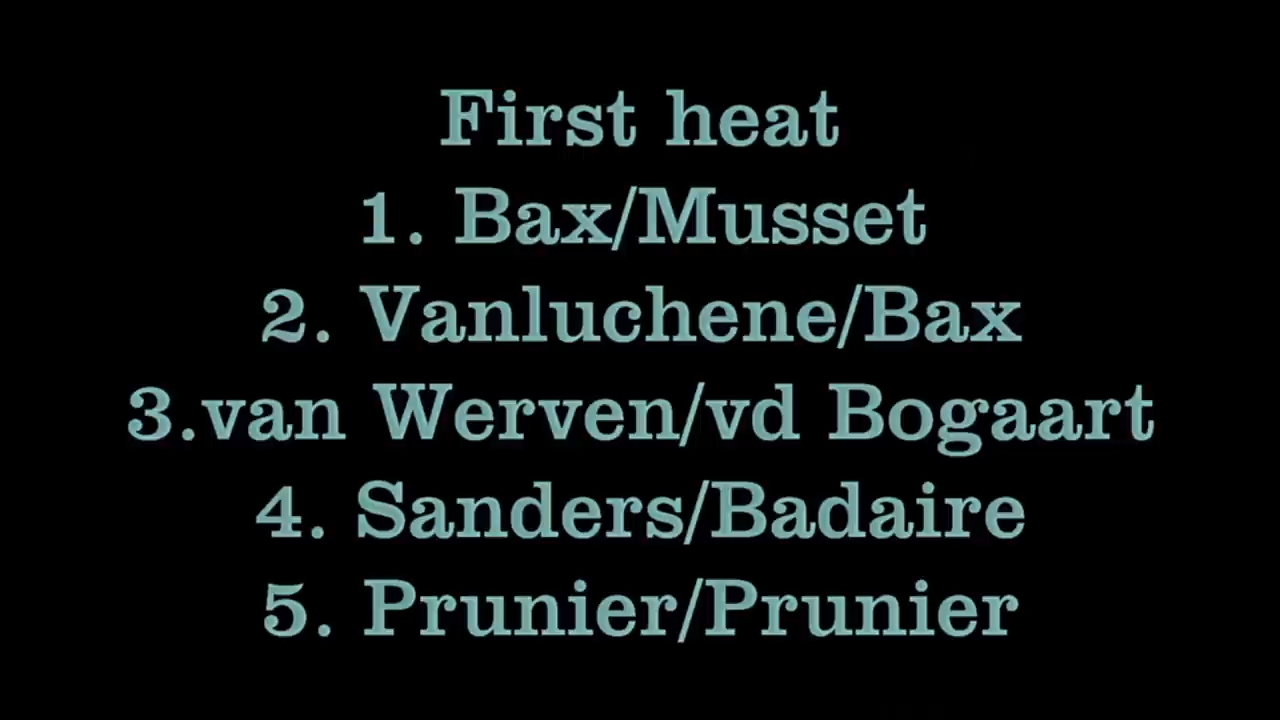 First heat
1. Bax/Musset
2. Vanluchene/Bax
3.van Werven/vd Bogaart
4. Sanders/Badaire
5. Prunier/Prunier